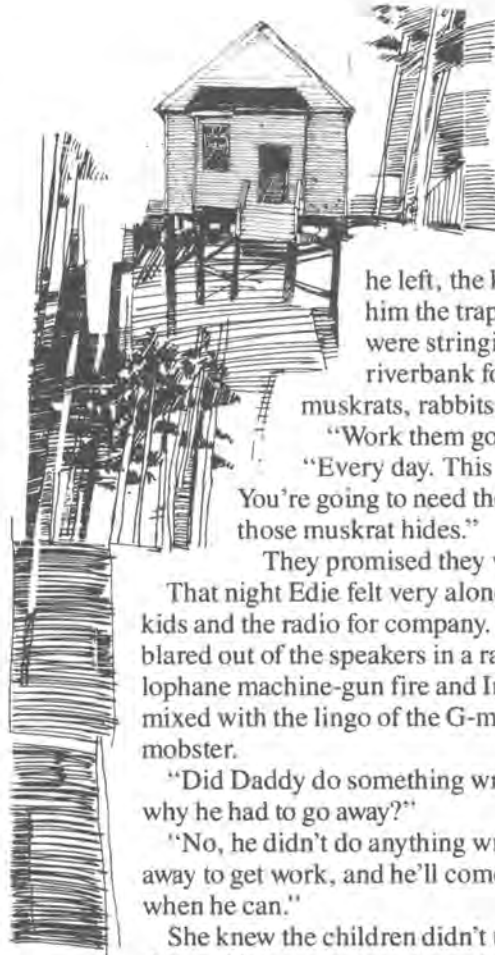 he left, the
him the trap
were stringi
riverbank fo
muskrats, rabbits
“Work them go
“Every day. This
You're going to need th
those muskrat hides.”
They promised they w
That night Edie felt very alon
kids and the radio for company.
blared out of the speakers in a ra
lophane machine-gun fire and I
mixed with the lingo of the G-m
mobster.
“Did Daddy do something wr
why he had to go away?”
“No, he didn't do anything wr
away to get work, and he'll com
when he can.”
She knew the children didn't